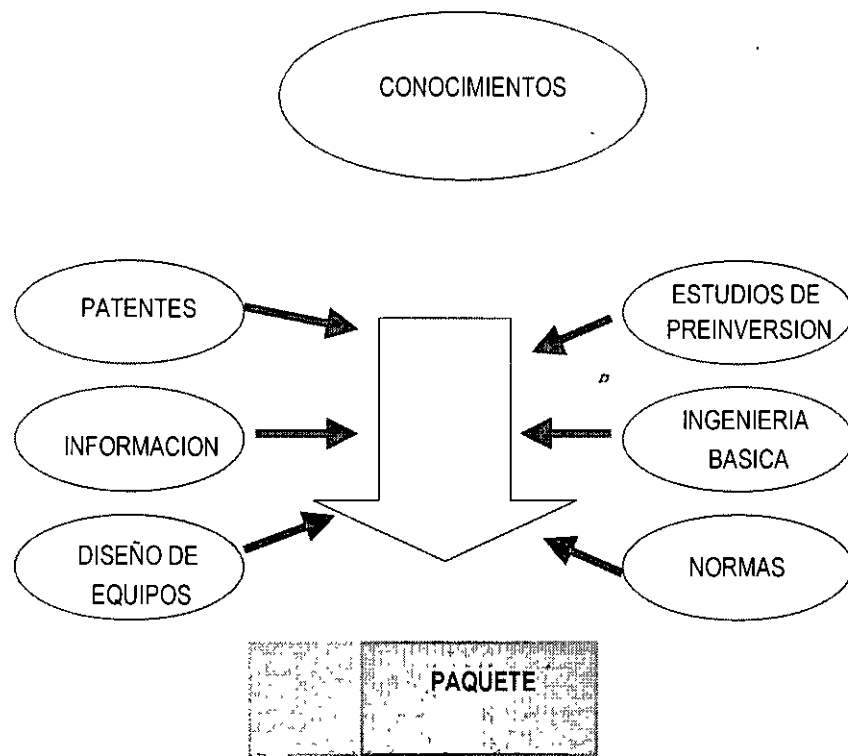 CONOCIMIENTOS
PATENTES
ESTUDIOS DE
PREINVERSION
INFORMACION
INGENIERIA
BASICA
DISEÑO DE
EQUIPOS
NORMAS
PAQUETE